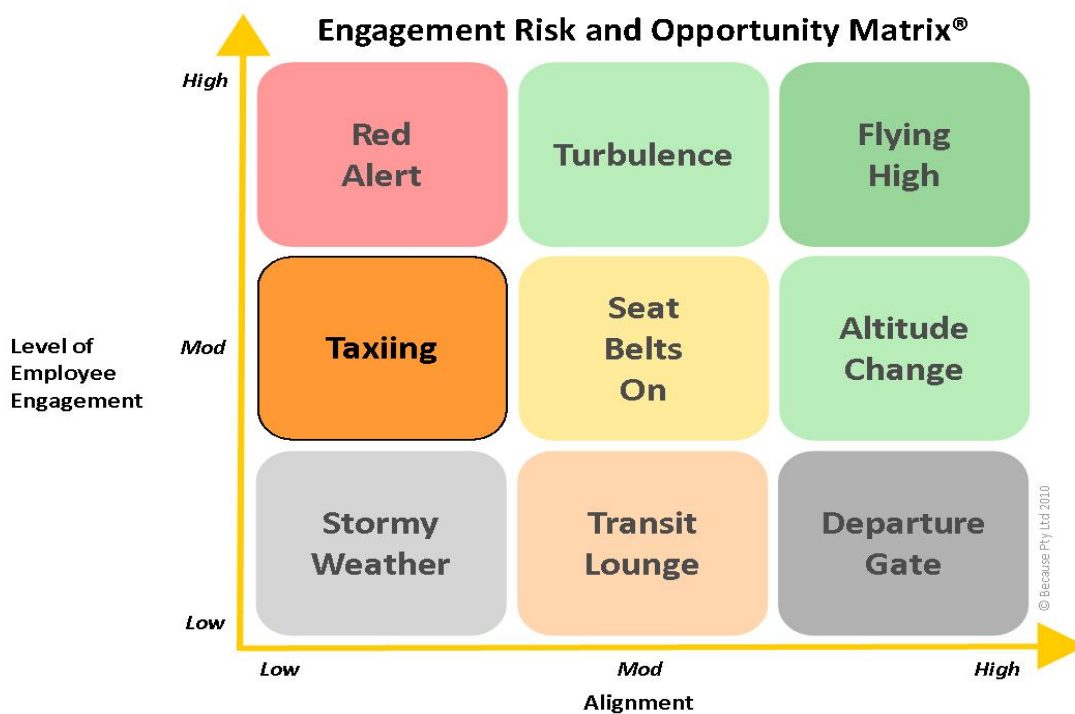 Engagement Risk and Opportunity Matrix®
High
Red
Alert
Turbulence
Flying
High
Level of
Employee
Engagement
Mod
Taxiing
Seat
Belts
On
Altitude
Change
Stormy
Weather
Transit
Lounge
Departure
Gate
© Because Pty Ltd 2010
Low
Low
Mod
High
Alignment